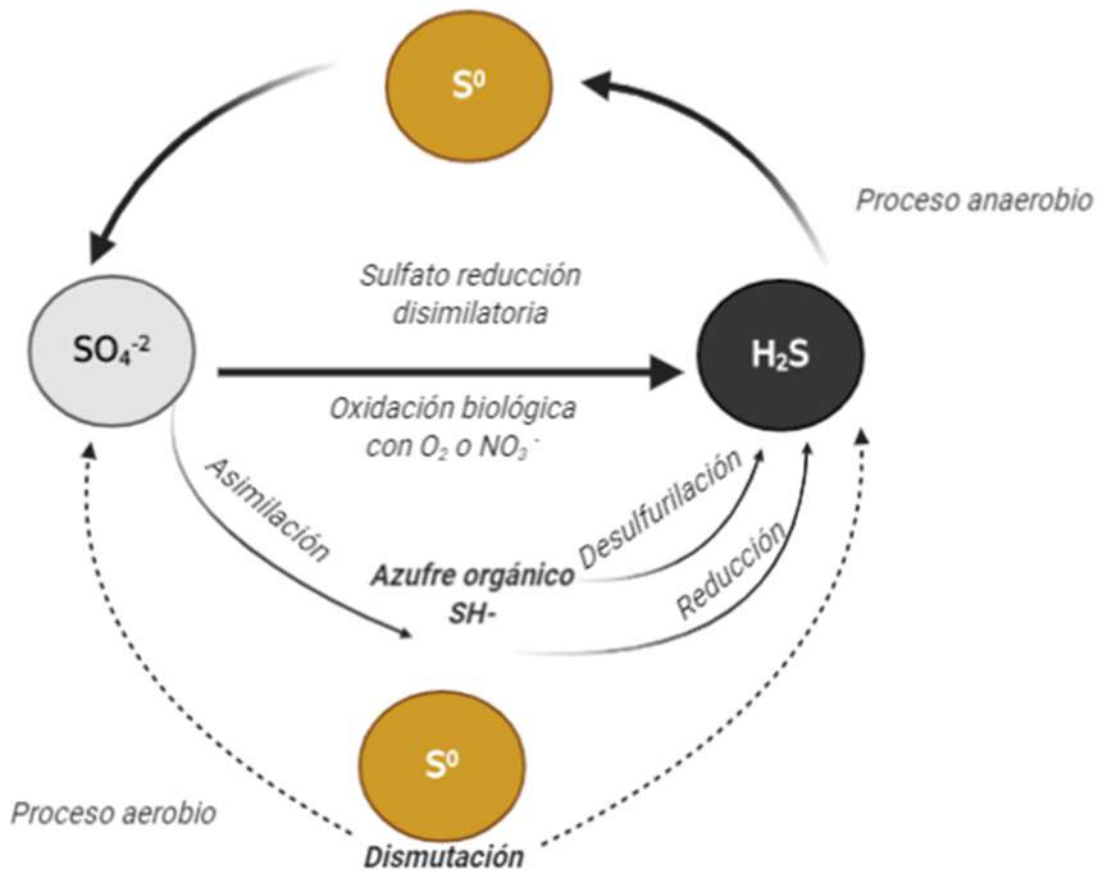 S⁰
Proceso anaerobio
Sulfato reducción
disimilatoria
SO₄⁻²
H₂S
Oxidación biológica
con O₂ o NO₃⁻
Asimilación
Desulfurilación
Azufre orgánico
SH-
Reducción
S⁰
Proceso aerobio
Dismutación